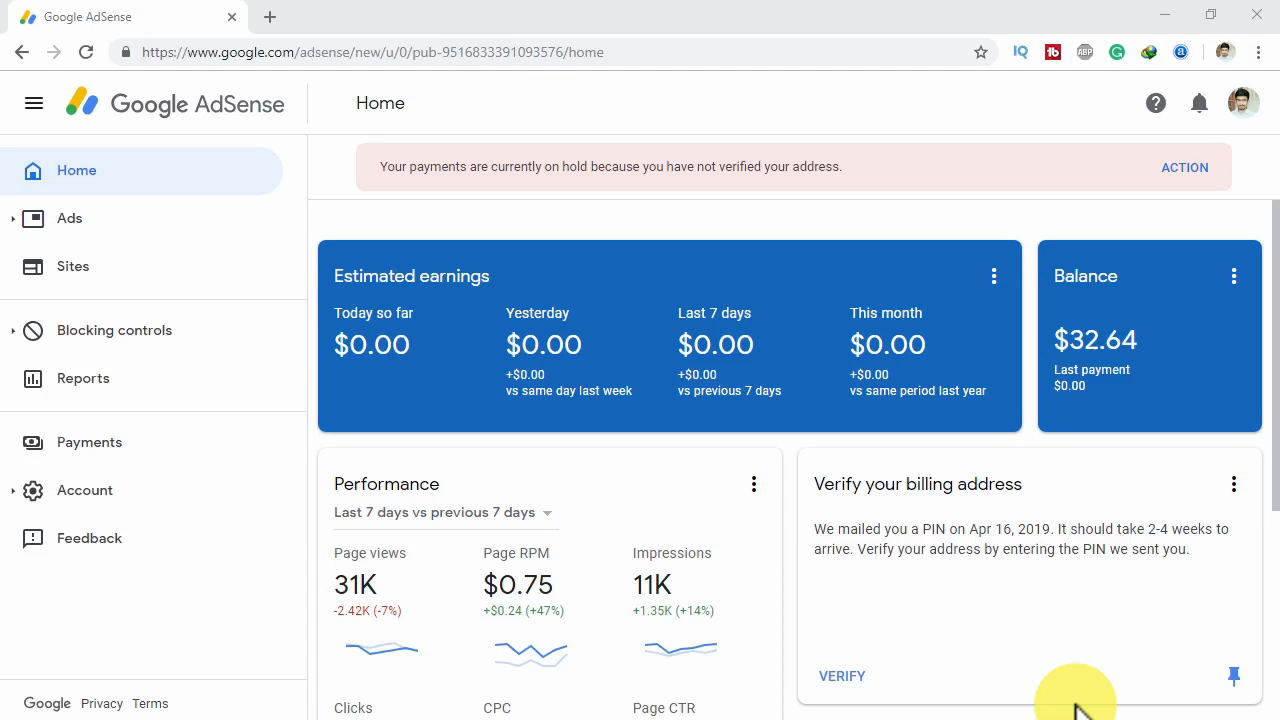 Google AdSense
https://www.google.com/adsense/new/u/0/pub-9516833391093576/home
IQ
tb
ABP
G
a
Google AdSense
Home
Your payments are currently on hold because you have not verified your address.
ACTION
Home
Ads
Sites
Blocking controls
Reports
Payments
Account
Feedback
Google Privacy Terms
Estimated earnings
Today so far
$0.00
Yesterday
$0.00
+$0.00
vs same day last week
Last 7 days
$0.00
+$0.00
vs previous 7 days
This month
$0.00
+$0.00
vs same period last year
Balance
$32.64
Last payment
$0.00
Performance
Last 7 days vs previous 7 days
Page views
31K
-2.42K (-7%)
Page RPM
$0.75
+$0.24 (+47%)
Impressions
11K
+1.35K (+14%)
Clicks
CPC
Page CTR
Verify your billing address
We mailed you a PIN on Apr 16, 2019. It should take 2-4 weeks to
arrive. Verify your address by entering the PIN we sent you.
VERIFY